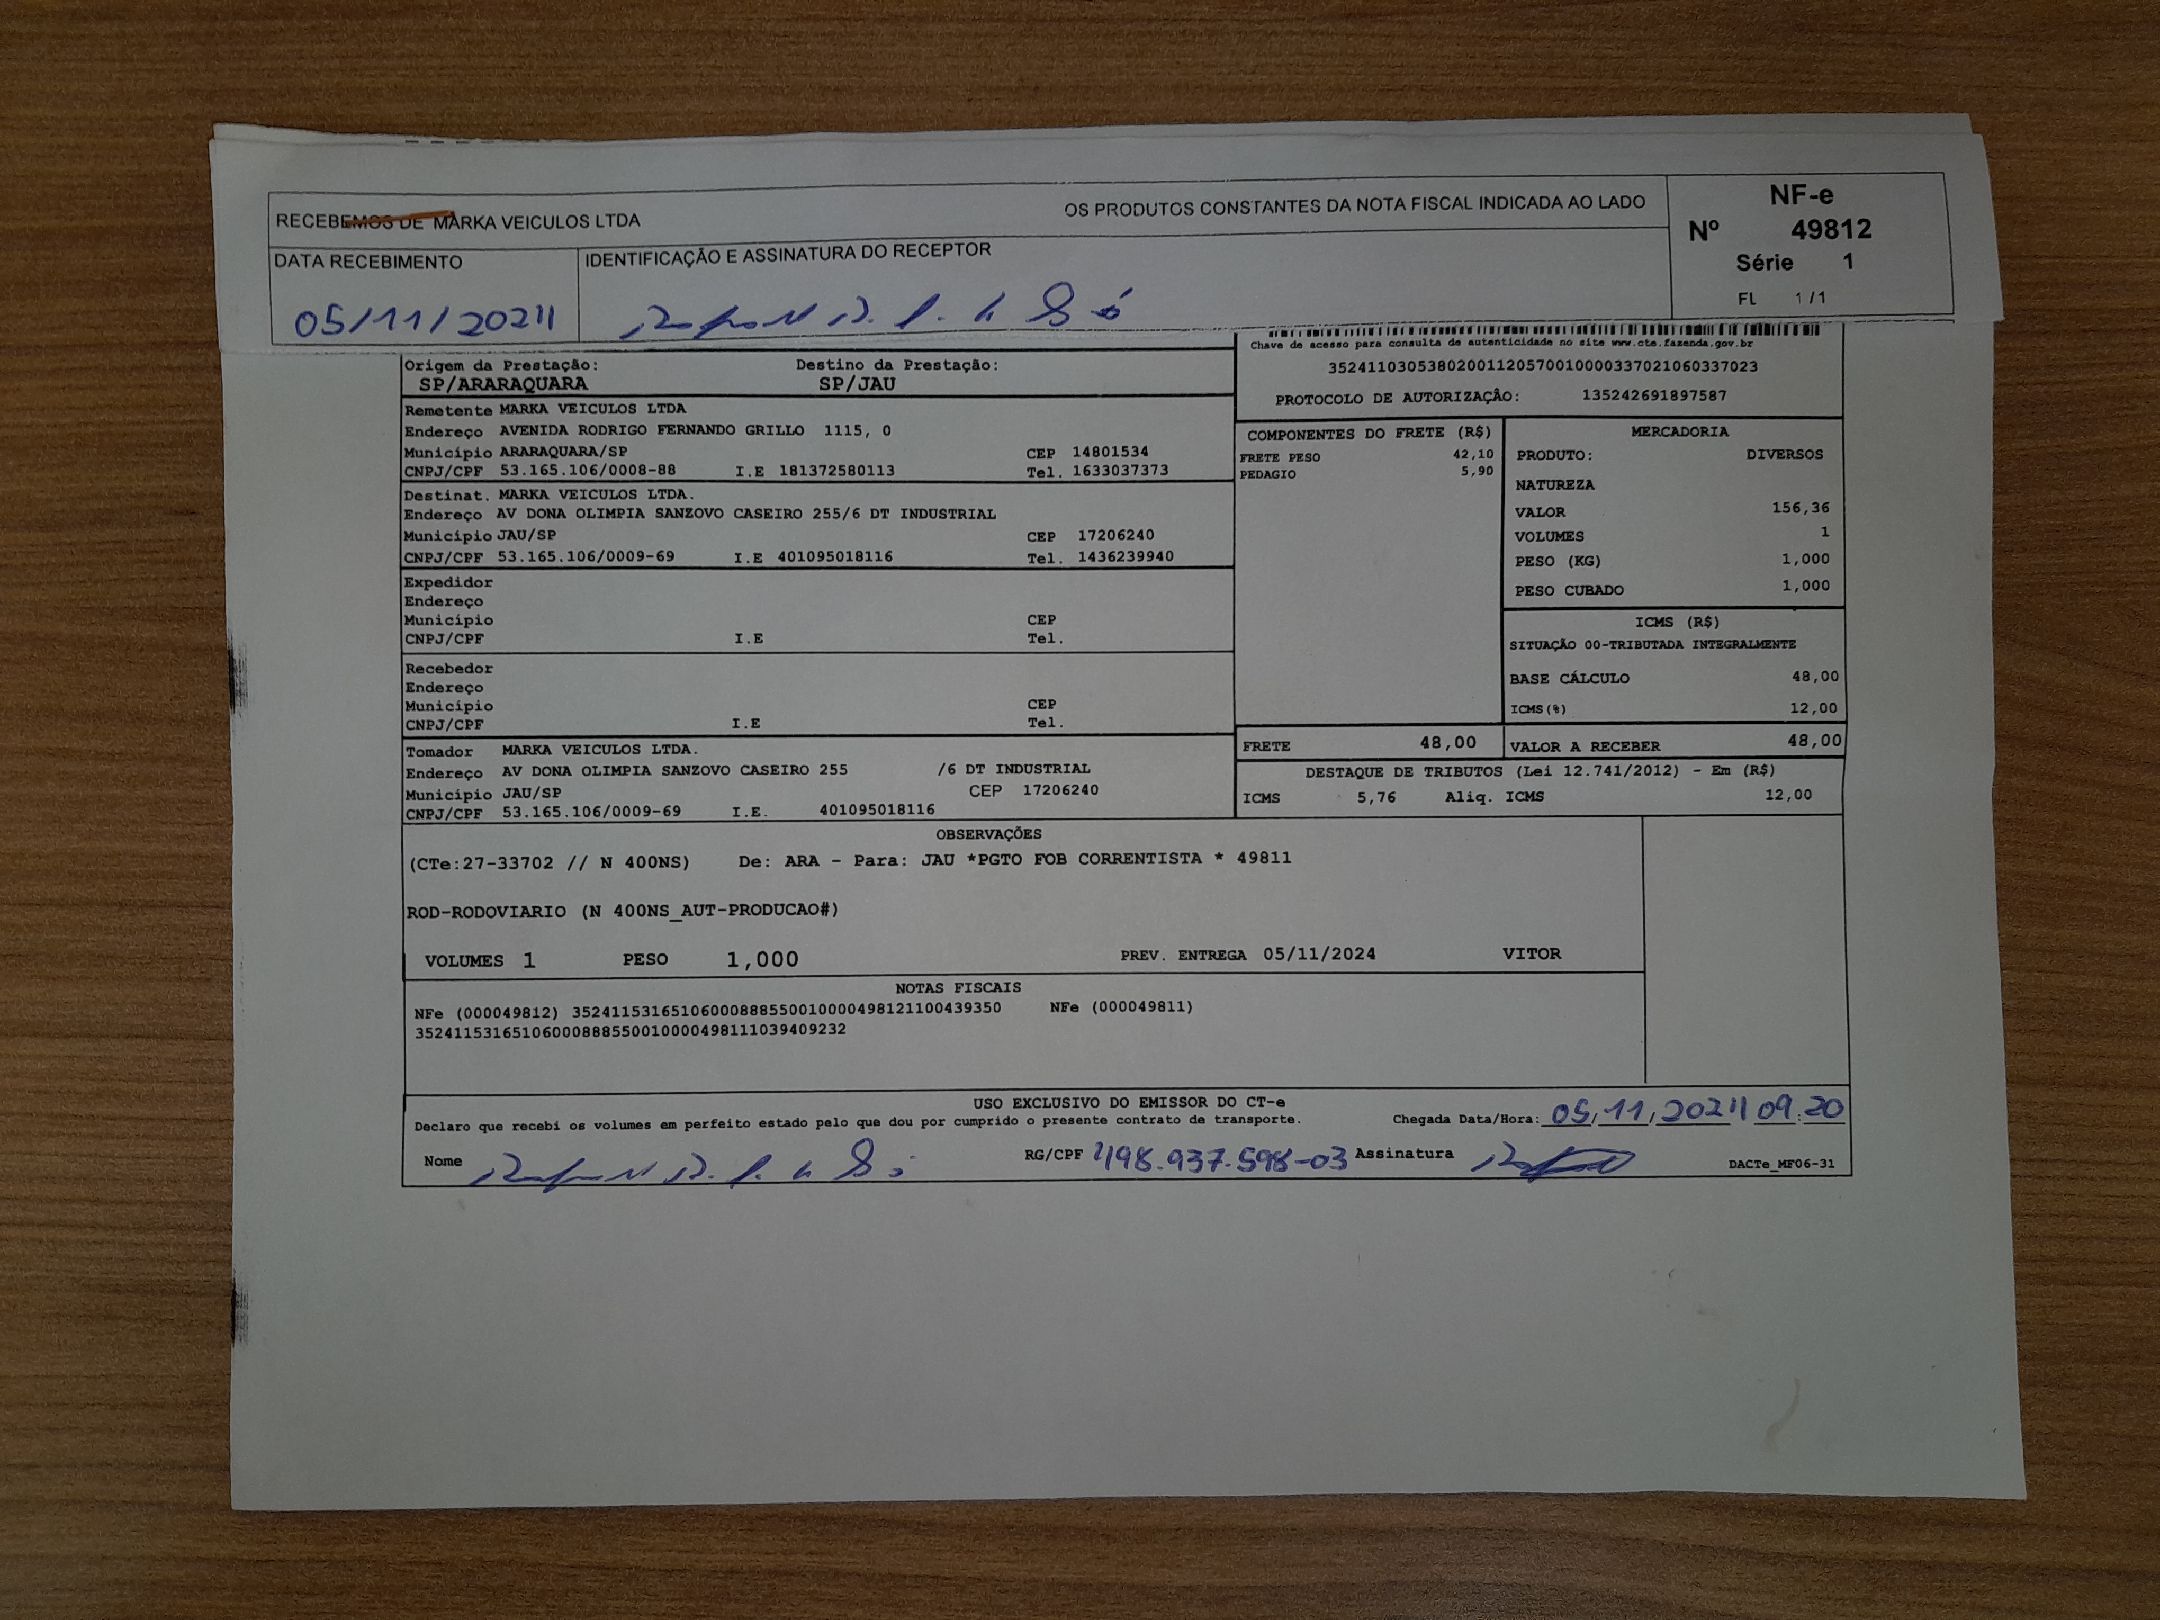 RECEBEMOS DE MARKA VEICULOS LTDA OS PRODUTOS CONSTANTES DA NOTA FISCAL INDICADA AO LADO
NF-e
Nº 49812
Série 1
FL 1/1
DATA RECEBIMENTO IDENTIFICAÇÃO E ASSINATURA DO RECEPTOR
05/11/2024
Chave de acesso para consulta de autenticidade no site www.cte.fazenda.gov.br
35241103053802001120570010000337021060337023
PROTOCOLO DE AUTORIZAÇÂO: 135242691897587
Origem da Prestação: Destino da Prestação:
SP/ARARAQUARA SP/JAU
Remetente MARKA VEICULOS LTDA
Endereço AVENIDA RODRIGO FERNANDO GRILLO 1115, 0
Município ARARAQUARA/SP CEP 14801534
CNPJ/CPF 53.165.106/0008-88 I.E 181372580113 Tel. 1633037373
Destinat. MARKA VEICULOS LTDA.
Endereço AV DONA OLIMPIA SANZOVO CASEIRO 255/6 DT INDUSTRIAL
Município JAU/SP CEP 17206240
CNPJ/CPF 53.165.106/0009-69 I.E 401095018116 Tel. 1436239940
Expedidor
Endereço
Município CEP
CNPJ/CPF I.E Tel.
Recebedor
Endereço
Município CEP
CNPJ/CPF I.E Tel.
Tomador MARKA VEICULOS LTDA.
Endereço AV DONA OLIMPIA SANZOVO CASEIRO 255 /6 DT INDUSTRIAL
Município JAU/SP CEP 17206240
CNPJ/CPF 53.165.106/0009-69 I.E. 401095018116
COMPONENTES DO FRETE (R$)
FRETE PESO 42,10
PEDAGIO 5,90
MERCADORIA
PRODUTO: DIVERSOS
NATUREZA
VALOR 156,36
VOLUMES 1
PESO (KG) 1,000
PESO CUBADO 1,000
ICMS (R$)
SITUAÇÃO 00-TRIBUTADA INTEGRALMENTE
BASE CÁLCULO 48,00
ICMS(%) 12,00
FRETE 48,00 VALOR A RECEBER 48,00
DESTAQUE DE TRIBUTOS (Lei 12.741/2012) - Em (R$)
ICMS 5,76 Aliq. ICMS 12,00
OBSERVAÇÕES
(CTe:27-33702 // N 400NS) De: ARA - Para: JAU *PGTO FOB CORRENTISTA * 49811
ROD-RODOVIARIO (N 400NS_AUT-PRODUCAO#)
VOLUMES 1 PESO 1,000 PREV. ENTREGA 05/11/2024 VITOR
NOTAS FISCAIS
NFe (000049812) 35241153165106000888550010000498121100439350 NFe (000049811)
35241153165106000888550010000498111039409232
USO EXCLUSIVO DO EMISSOR DO CT-e
Declaro que recebi os volumes em perfeito estado pelo que dou por cumprido o presente contrato de transporte. Chegada Data/Hora: 05/11/2024 09:20
Nome RG/CPF 498.937.598-03 Assinatura DACTe_MF06-31